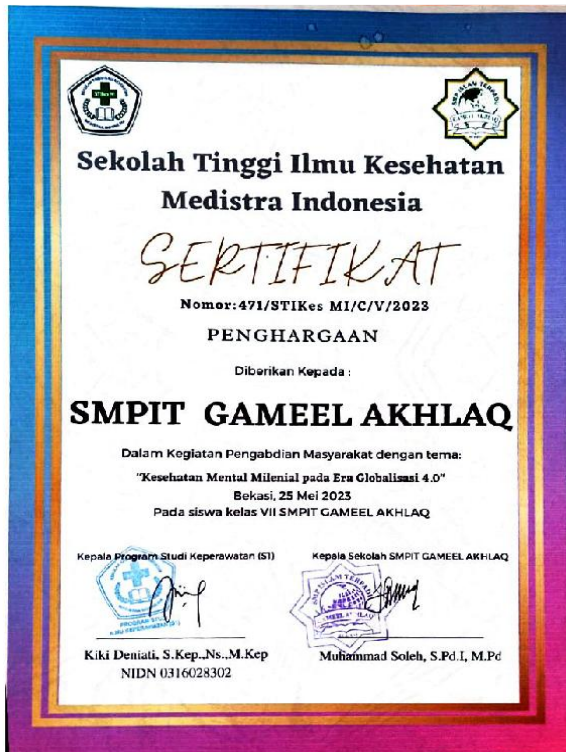 Sekolah Tinggi Ilmu Kesehatan
Medistra Indonesia
SERTIFIKAT
Nomor:471/STIKes MI/C/V/2023
PENGHARGAAN
Diberikan Kepada :
SMPIT GAMEEL AKHLAQ
Dalam Kegiatan Pengabdian Masyarakat dengan tema:
"Kesehatan Mental Milenial pada Era Globalisasi 4.0"
Bekasi, 25 Mei 2023
Pada siswa kelas VII SMPIT GAMEEL AKHLAQ
Kepala Program Studi Keperawatan (S1)
Kepala Sekolah SMPIT GAMEEL AKHLAQ
PROGRAM STUDI
Kiki Deniati, S.Kep.,Ns.,M.Kep
NIDN 0316028302
Muhammad Soleh, S.Pd.I, M.Pd